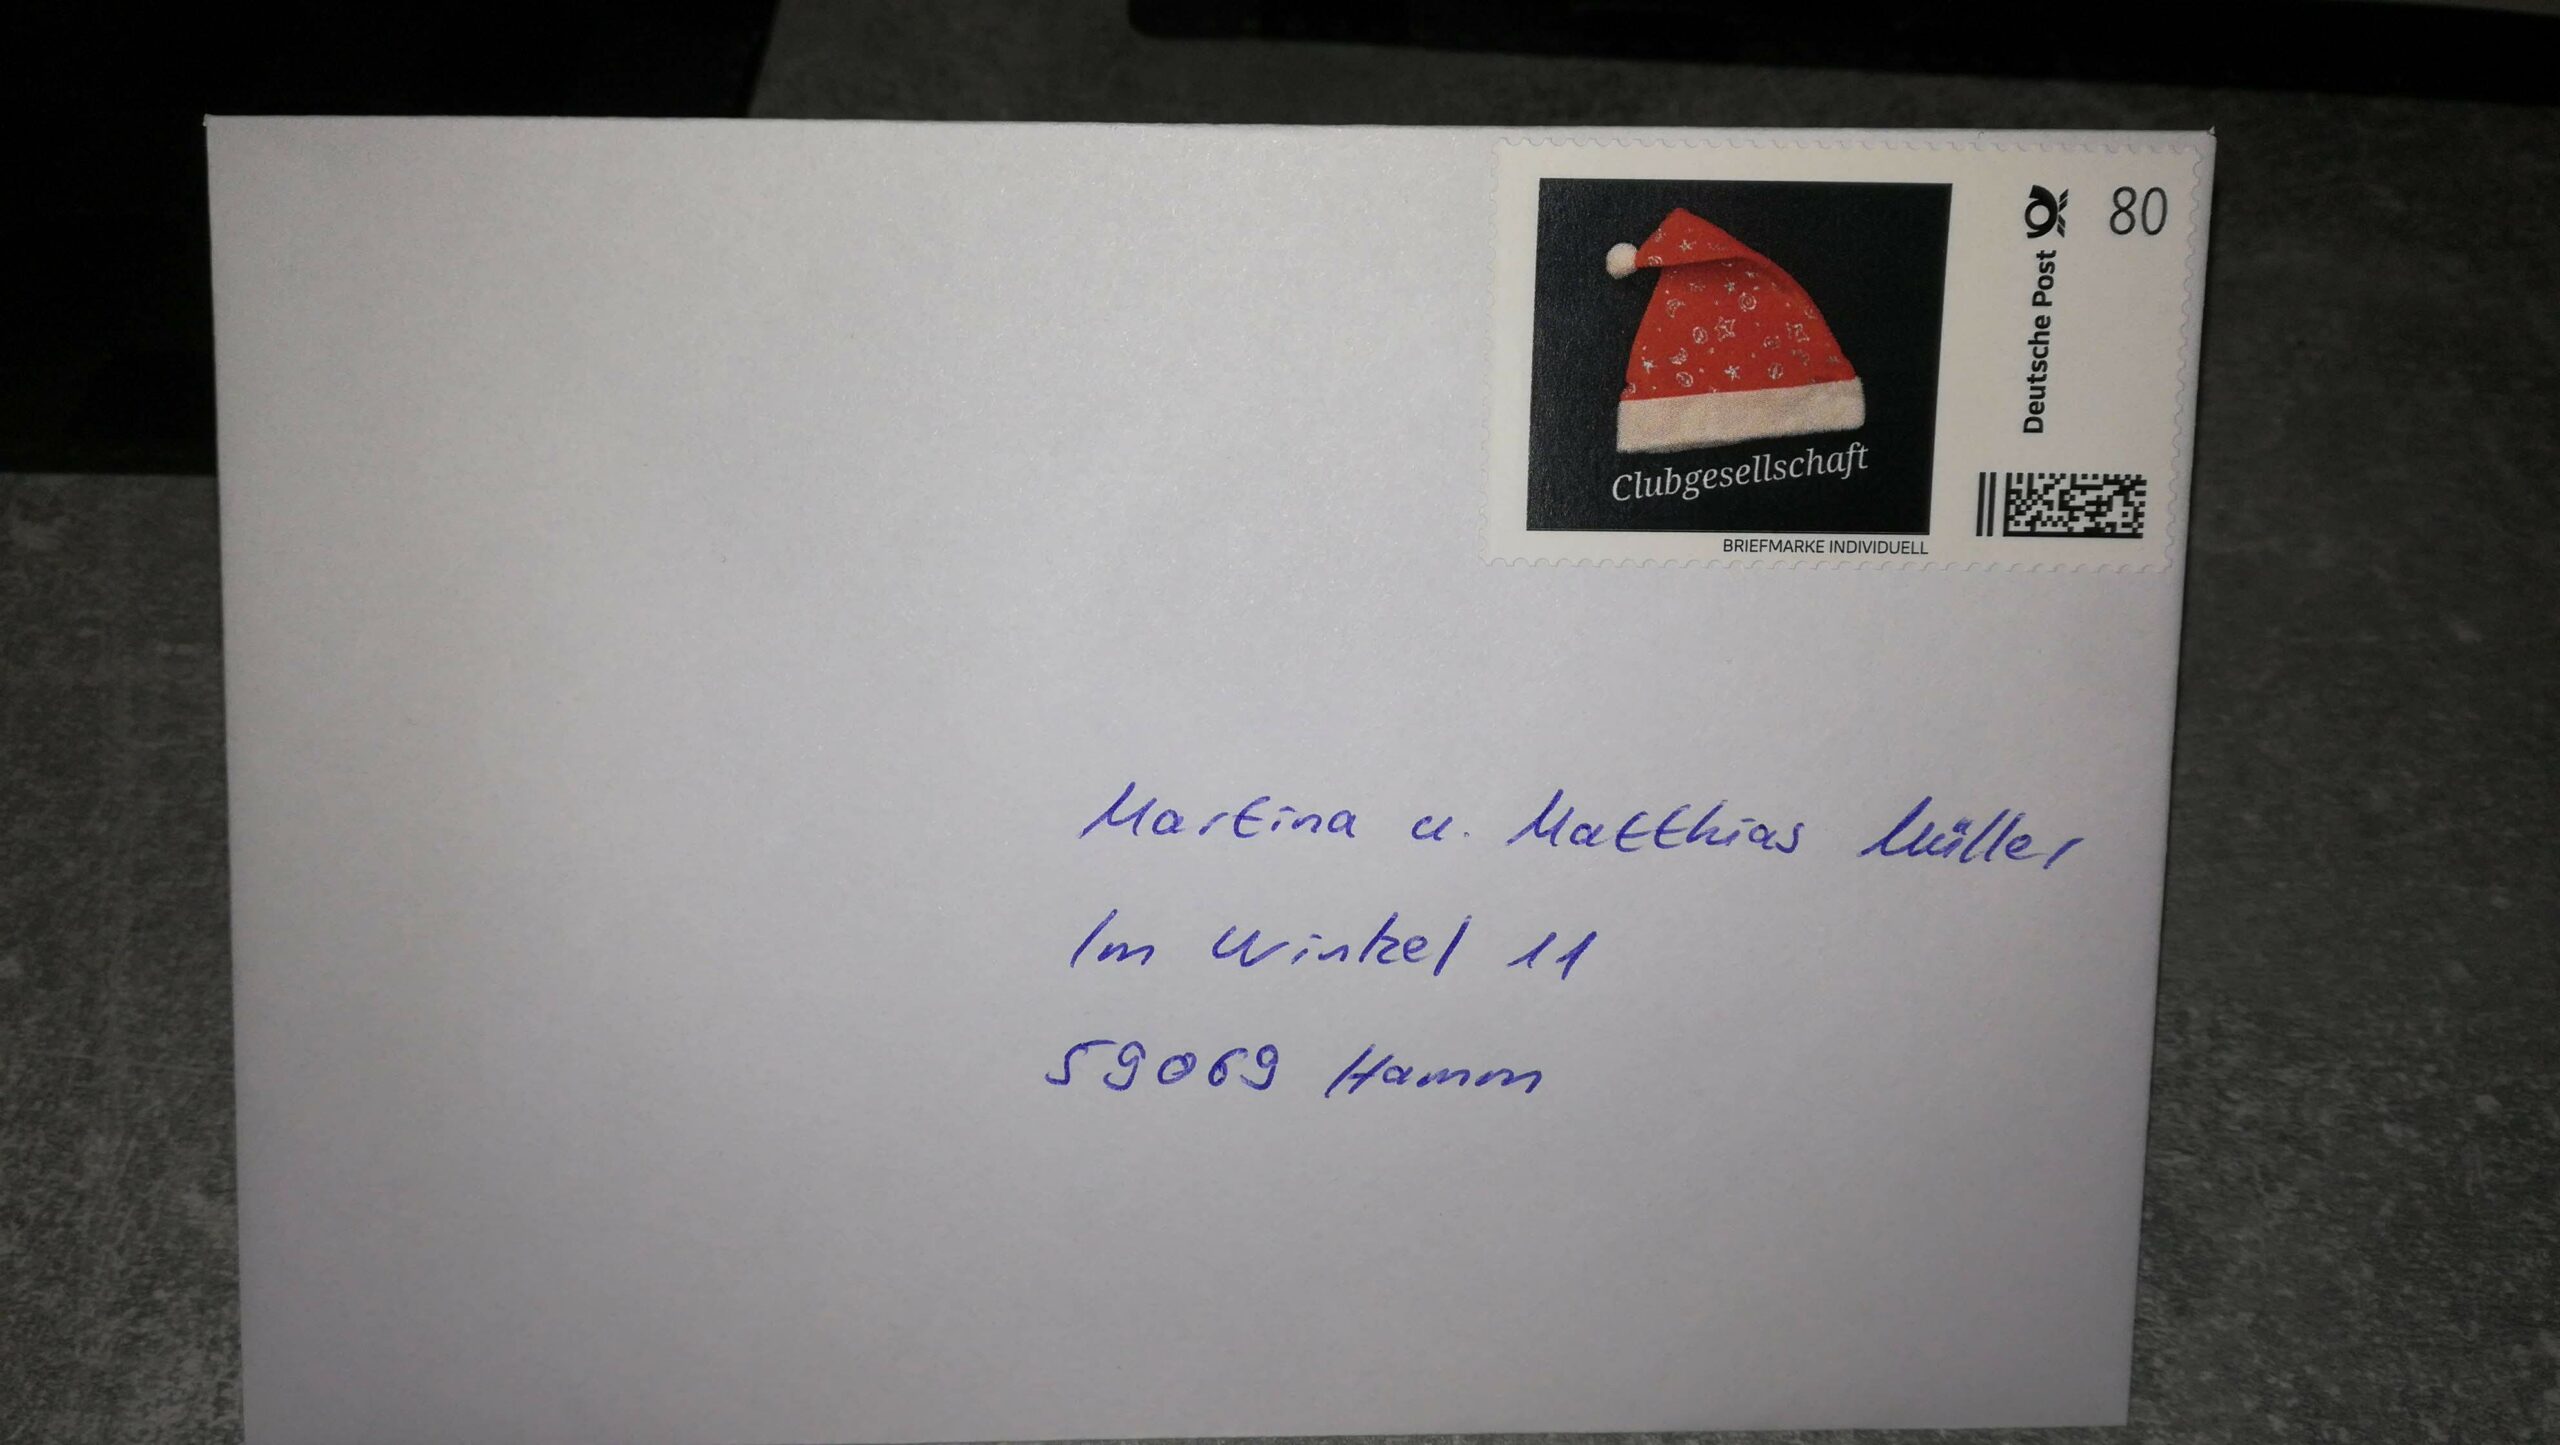 80
Deutsche Post
Clubgesellschaft
BRIEFMARKE INDIVIDUELL
Martina u. Matthias Müller
Im Winkel 11
59069 Hamm